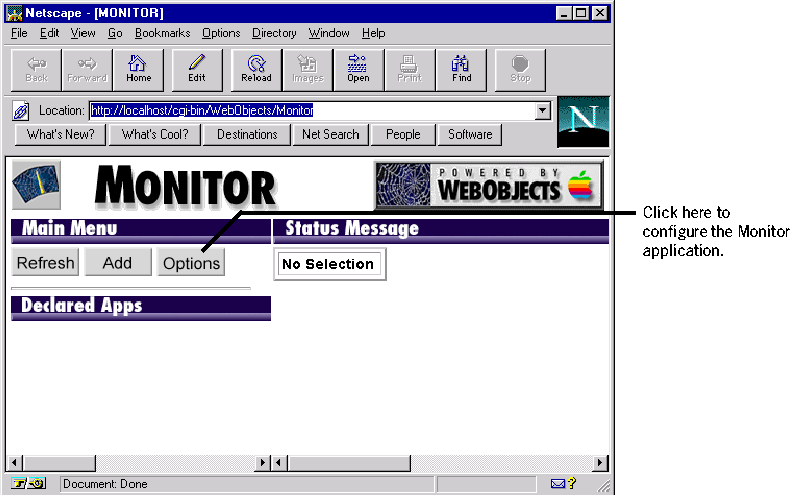 Netscape - [MONITOR]
File Edit View Go Bookmarks Options Directory Window Help
Back Forward Home Edit Reload Images Open Print Find Stop
Location: http://localhost/cgi-bin/WebObjects/Monitor
N
What's New? What's Cool? Destinations Net Search People Software
MONITOR
POWERED BY
WEBOBJECTS
Main Menu
Status Message
Refresh Add Options
No Selection
Declared Apps
Click here to
configure the Monitor
application.
Document: Done
?